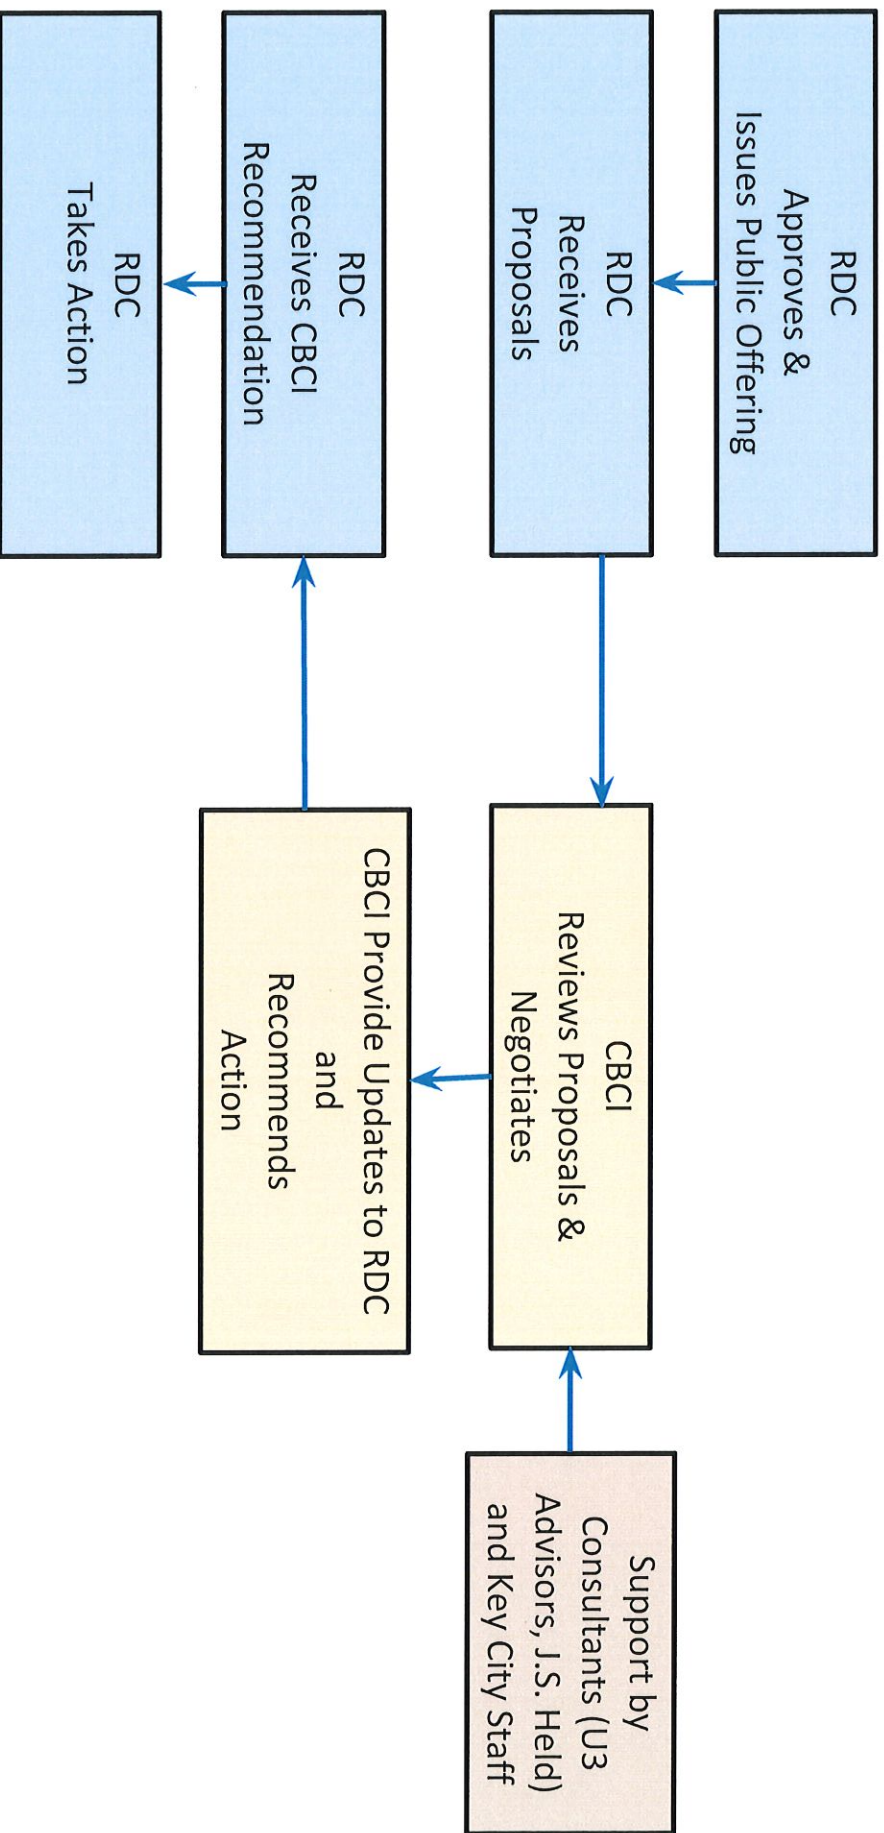 RDC
Approves &
Issues Public Offering
RDC
Receives
Proposals
CBCI
Reviews Proposals &
Negotiates
Support by
Consultants (U3
Advisors, J.S. Held)
and Key City Staff
CBCI Provide Updates to RDC
and
Recommends
Action
RDC
Receives CBCI
Recommendation
RDC
Takes Action